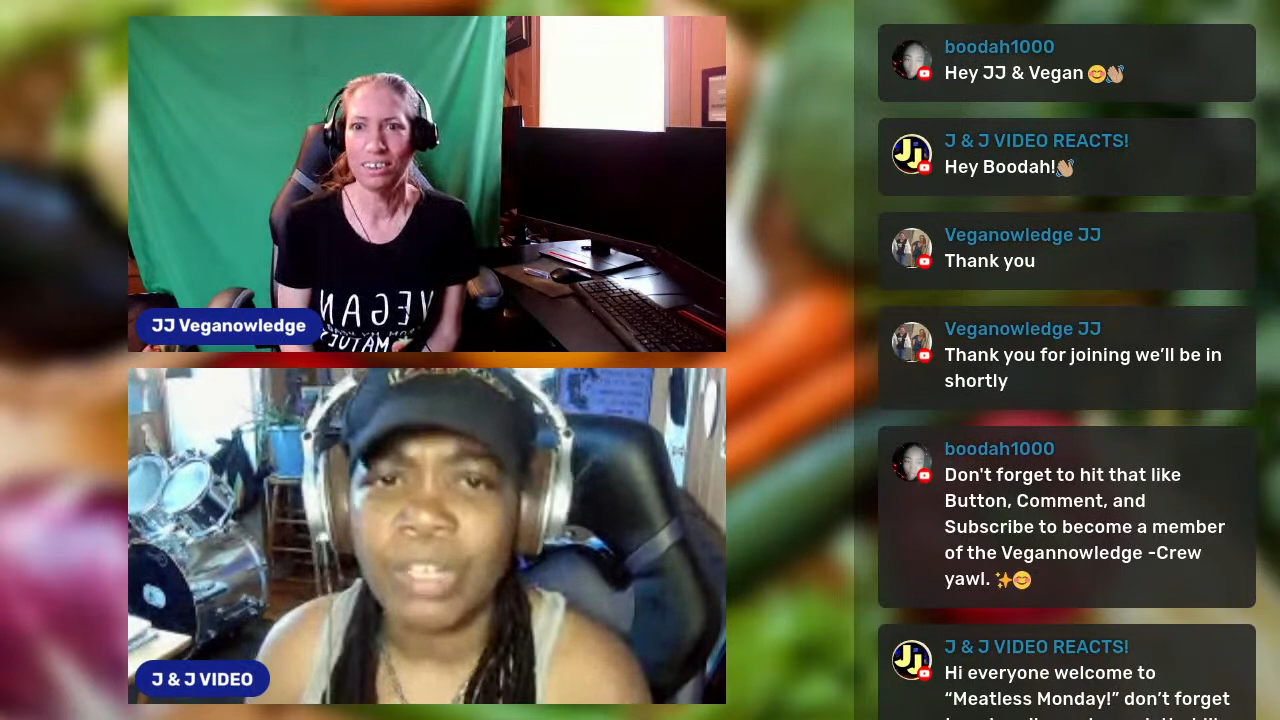 VEGAN
JJ Veganowledge
J & J VIDEO
boodah1000
Hey JJ & Vegan 😊👋🏽
J & J VIDEO REACTS!
Hey Boodah!👋🏽
Veganowledge JJ
Thank you
Veganowledge JJ
Thank you for joining we’ll be in
shortly
boodah1000
Don't forget to hit that like
Button, Comment, and
Subscribe to become a member
of the Vegannowledge -Crew
yawl. ✨😊
J & J VIDEO REACTS!
Hi everyone welcome to
“Meatless Monday!” don’t forget